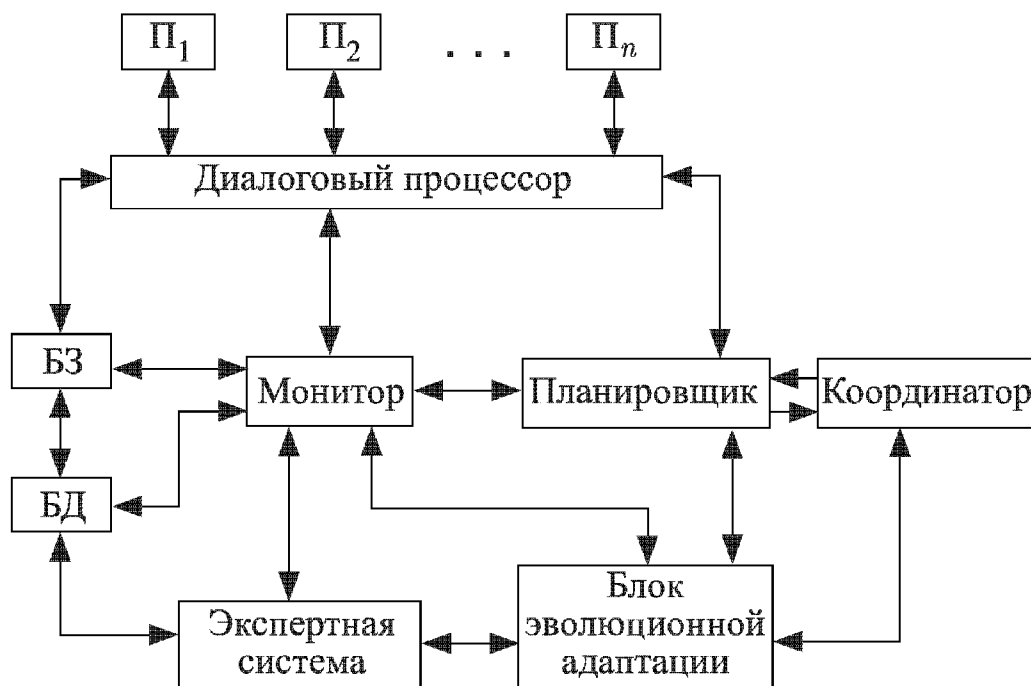 П1 П2 . . . Пn
Диалоговый процессор
БЗ
Монитор
Планировщик
Координатор
БД
Экспертная
система
Блок
эволюционной
адаптации